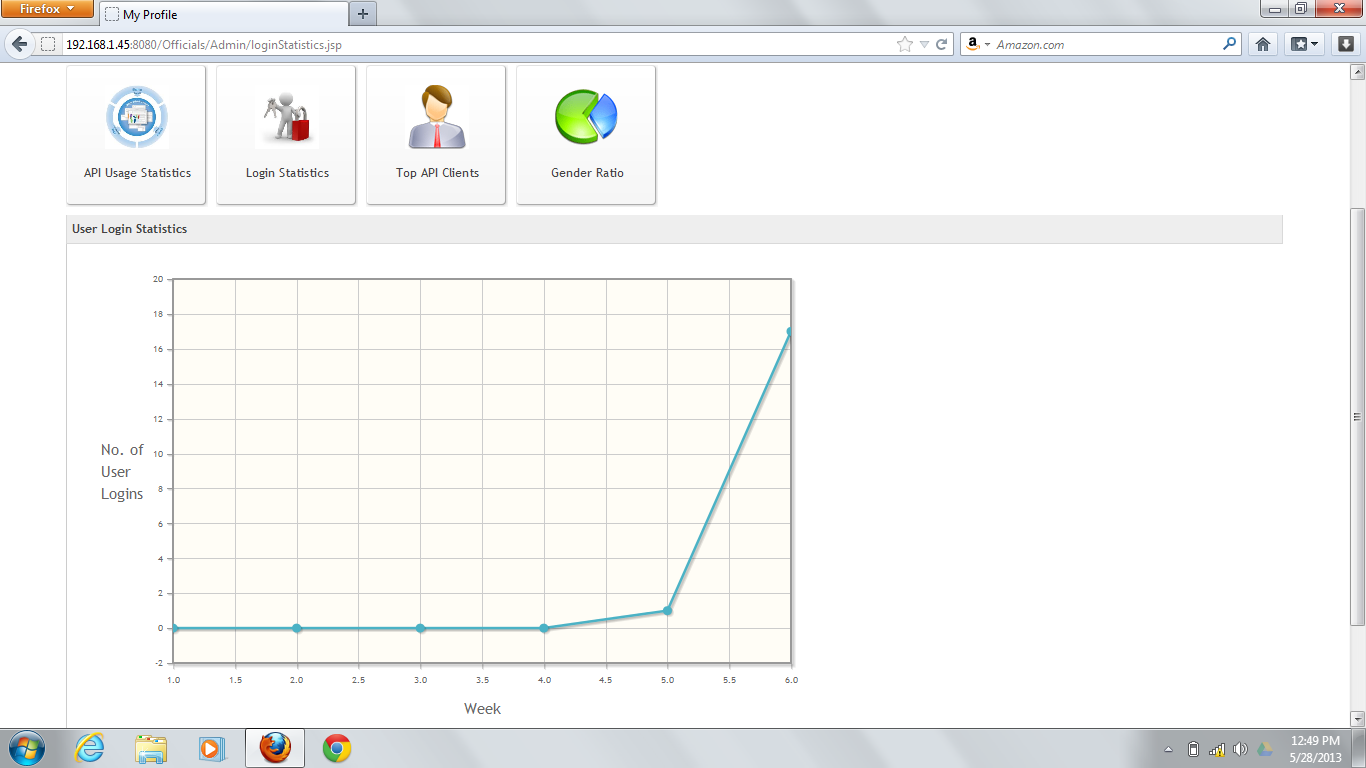 Firefox
My Profile
192.168.1.45:8080/Officials/Admin/loginStatistics.jsp
Amazon.com
API Usage Statistics
Login Statistics
Top API Clients
Gender Ratio
User Login Statistics
20
18
16
14
12
10
8
6
4
2
0
-2
No. of
User
Logins
1.0 1.5 2.0 2.5 3.0 3.5 4.0 4.5 5.0 5.5 6.0
Week
12:49 PM
5/28/2013